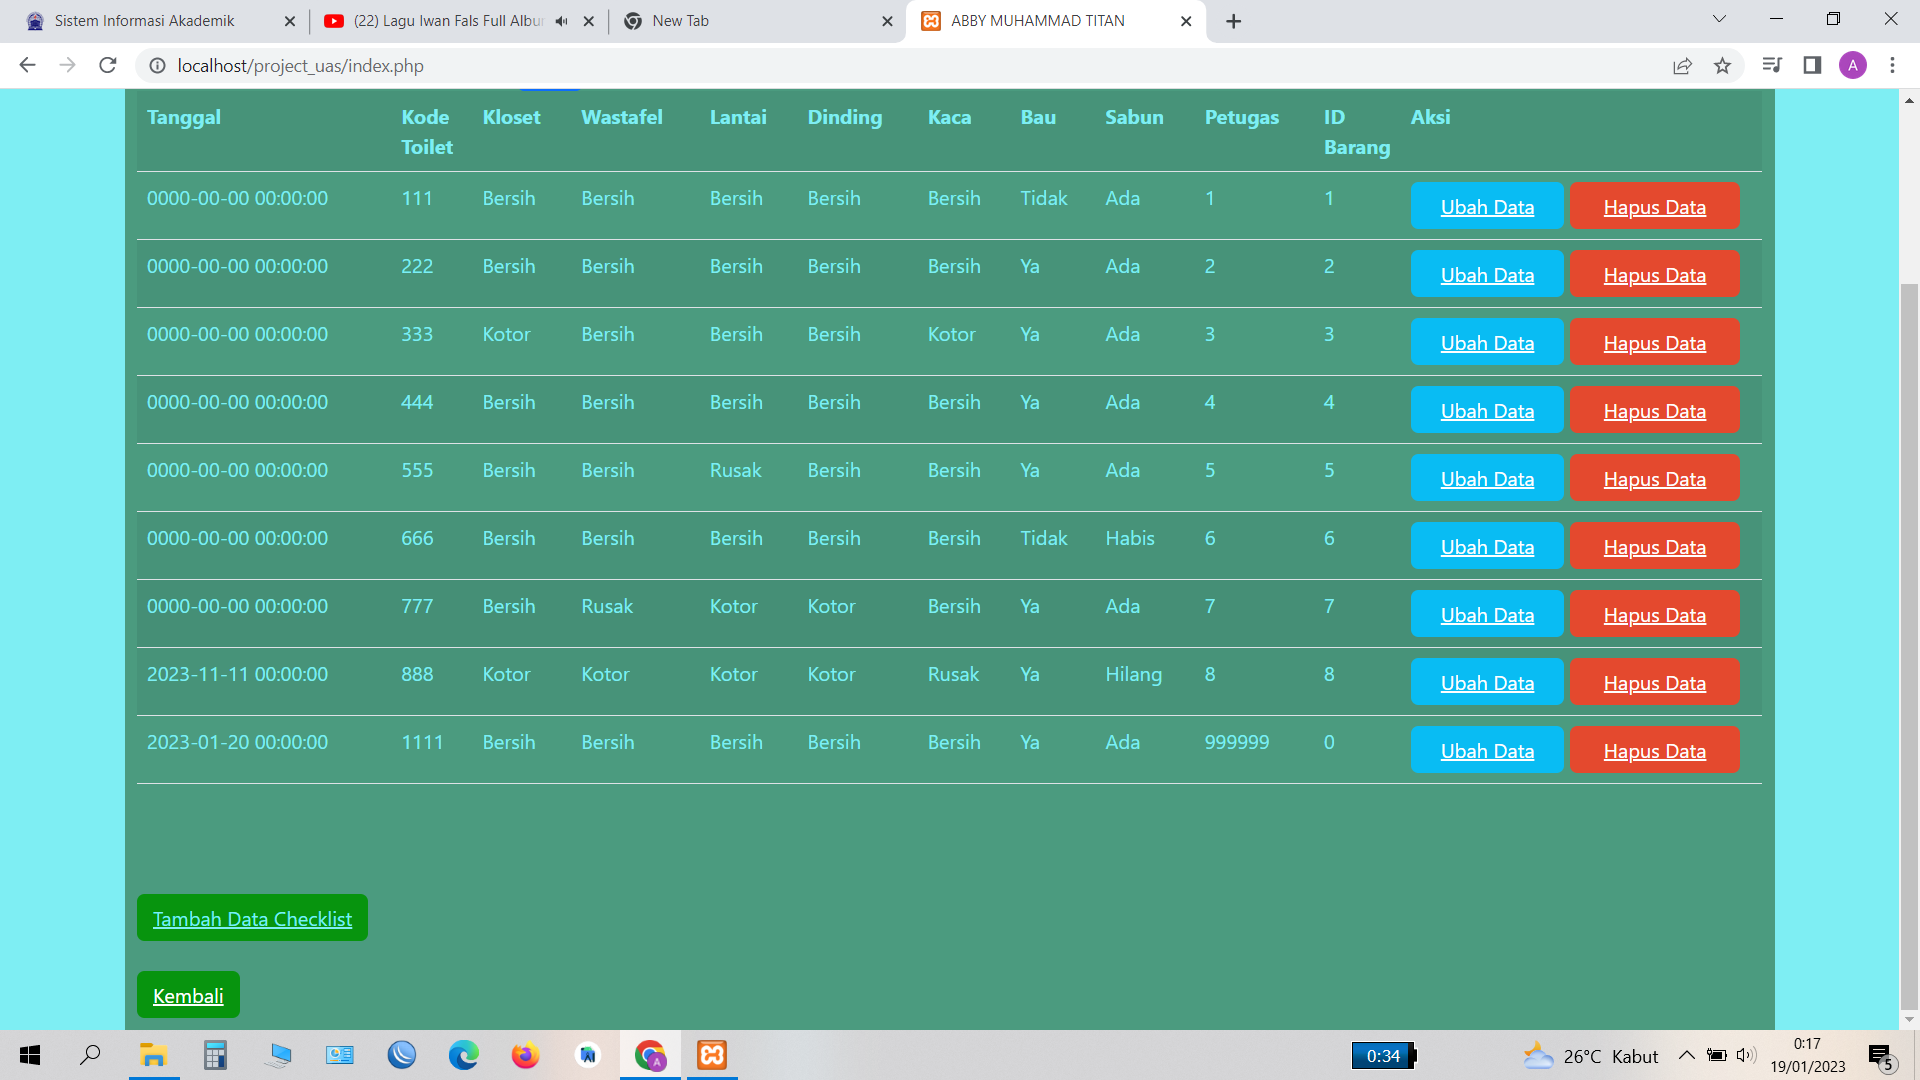 Sistem Informasi Akademik
(22) Lagu Iwan Fals Full Albur
New Tab
ABBY MUHAMMAD TITAN
localhost/project_uas/index.php
A
Tanggal Kode Toilet Kloset Wastafel Lantai Dinding Kaca Bau Sabun Petugas ID Barang Aksi
0000-00-00 00:00:00 111 Bersih Bersih Bersih Bersih Bersih Tidak Ada 1 1 Ubah Data Hapus Data
0000-00-00 00:00:00 222 Bersih Bersih Bersih Bersih Bersih Ya Ada 2 2 Ubah Data Hapus Data
0000-00-00 00:00:00 333 Kotor Bersih Bersih Bersih Kotor Ya Ada 3 3 Ubah Data Hapus Data
0000-00-00 00:00:00 444 Bersih Bersih Bersih Bersih Bersih Ya Ada 4 4 Ubah Data Hapus Data
0000-00-00 00:00:00 555 Bersih Bersih Rusak Bersih Bersih Ya Ada 5 5 Ubah Data Hapus Data
0000-00-00 00:00:00 666 Bersih Bersih Bersih Bersih Bersih Tidak Habis 6 6 Ubah Data Hapus Data
0000-00-00 00:00:00 777 Bersih Rusak Kotor Kotor Bersih Ya Ada 7 7 Ubah Data Hapus Data
2023-11-11 00:00:00 888 Kotor Kotor Kotor Kotor Rusak Ya Hilang 8 8 Ubah Data Hapus Data
2023-01-20 00:00:00 1111 Bersih Bersih Bersih Bersih Bersih Ya Ada 999999 0 Ubah Data Hapus Data
Tambah Data Checklist
Kembali
A
0:34
26°C Kabut
0:17
19/01/2023
5